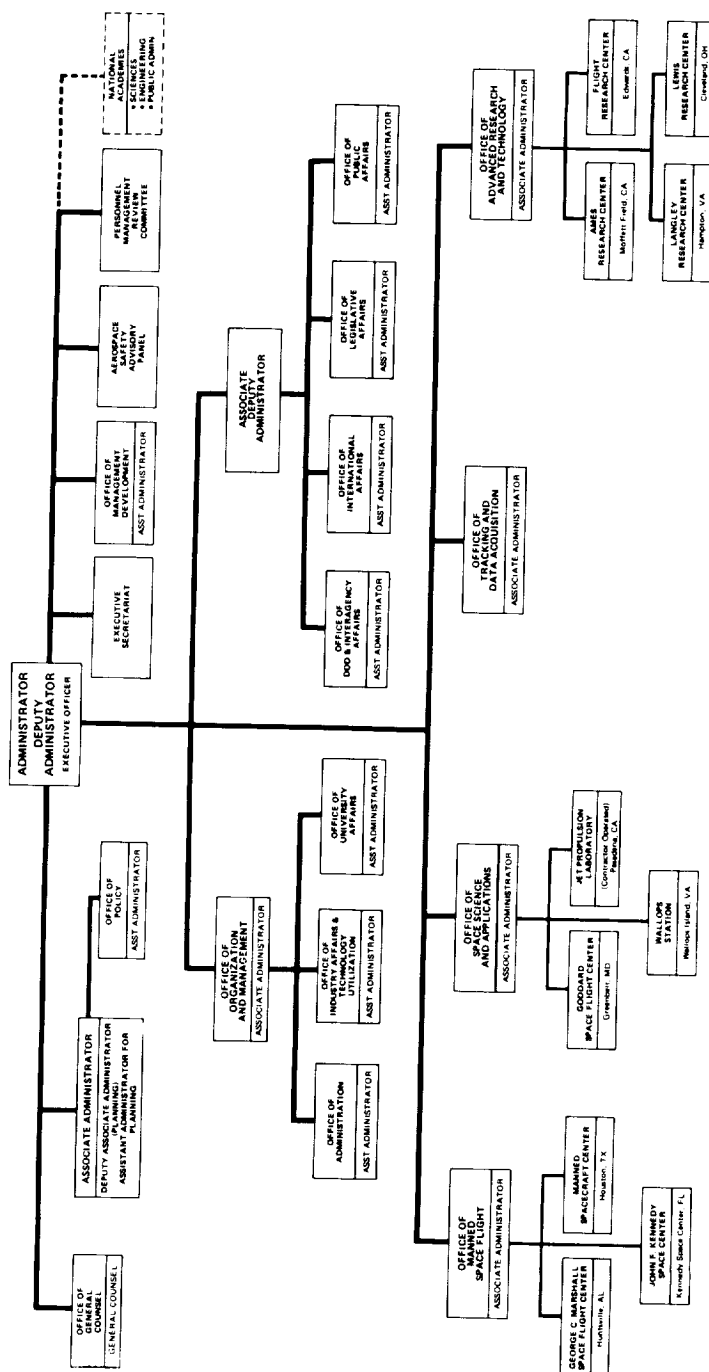 ADMINISTRATOR
DEPUTY
ADMINISTRATOR
EXECUTIVE OFFICER
OFFICE OF
GENERAL
COUNSEL
GENERAL COUNSEL
ASSOCIATE ADMINISTRATOR
DEPUTY ASSOCIATE ADMINISTRATOR
(PLANNING)
ASSISTANT ADMINISTRATOR FOR
PLANNING
OFFICE OF
POLICY
ASST ADMINISTRATOR
EXECUTIVE
SECRETARIAT
OFFICE OF
MANAGEMENT
DEVELOPMENT
ASST ADMINISTRATOR
AEROSPACE
SAFETY
ADVISORY
PANEL
PERSONNEL
MANAGEMENT
REVIEW
COMMITTEE
NATIONAL
ACADEMIES
• SCIENCES
• ENGINEERING
• PUBLIC ADMIN
OFFICE OF
ORGANIZATION
AND MANAGEMENT
ASSOCIATE ADMINISTRATOR
ASSOCIATE
DEPUTY
ADMINISTRATOR
OFFICE OF
ADMINISTRATION
ASST ADMINISTRATOR
OFFICE OF
INDUSTRY AFFAIRS &
TECHNOLOGY
UTILIZATION
ASST ADMINISTRATOR
OFFICE OF
UNIVERSITY
AFFAIRS
ASST ADMINISTRATOR
OFFICE OF
DOD & INTERAGENCY
AFFAIRS
ASST ADMINISTRATOR
OFFICE OF
INTERNATIONAL
AFFAIRS
ASST ADMINISTRATOR
OFFICE OF
LEGISLATIVE
AFFAIRS
ASST ADMINISTRATOR
OFFICE OF
PUBLIC
AFFAIRS
ASST ADMINISTRATOR
OFFICE OF
MANNED
SPACE FLIGHT
ASSOCIATE ADMINISTRATOR
OFFICE OF
SPACE SCIENCE
AND APPLICATIONS
ASSOCIATE ADMINISTRATOR
OFFICE OF
TRACKING AND
DATA ACQUISITION
ASSOCIATE ADMINISTRATOR
OFFICE OF
ADVANCED RESEARCH
AND TECHNOLOGY
ASSOCIATE ADMINISTRATOR
GEORGE C. MARSHALL
SPACE FLIGHT CENTER
Huntsville, AL
MANNED
SPACECRAFT CENTER
Houston, TX
JOHN F. KENNEDY
SPACE CENTER
Kennedy Space Center, FL
GODDARD
SPACE FLIGHT CENTER
Greenbelt, MD
JET PROPULSION
LABORATORY
(Contractor Operated)
Pasadena, CA
WALLOPS
STATION
Wallops Island, VA
AMES
RESEARCH CENTER
Moffett Field, CA
FLIGHT
RESEARCH CENTER
Edwards, CA
LANGLEY
RESEARCH CENTER
Hampton, VA
LEWIS
RESEARCH CENTER
Cleveland, OH